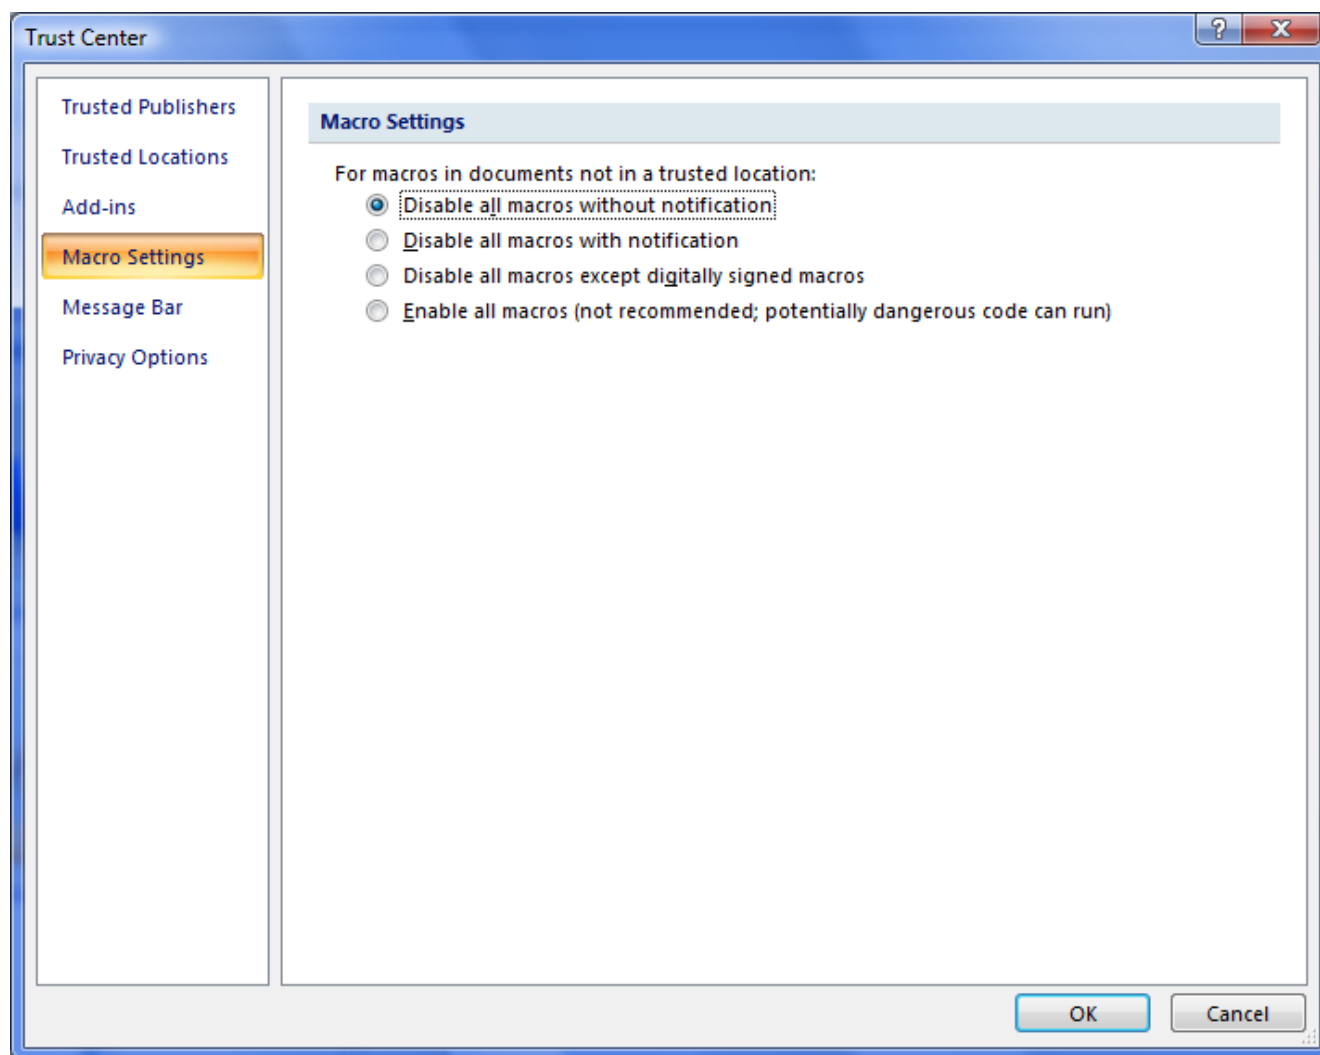 Trust Center
?
X
Trusted Publishers
Trusted Locations
Add-ins
Macro Settings
Message Bar
Privacy Options
Macro Settings
For macros in documents not in a trusted location:
Disable all macros without notification
Disable all macros with notification
Disable all macros except digitally signed macros
Enable all macros (not recommended; potentially dangerous code can run)
OK
Cancel